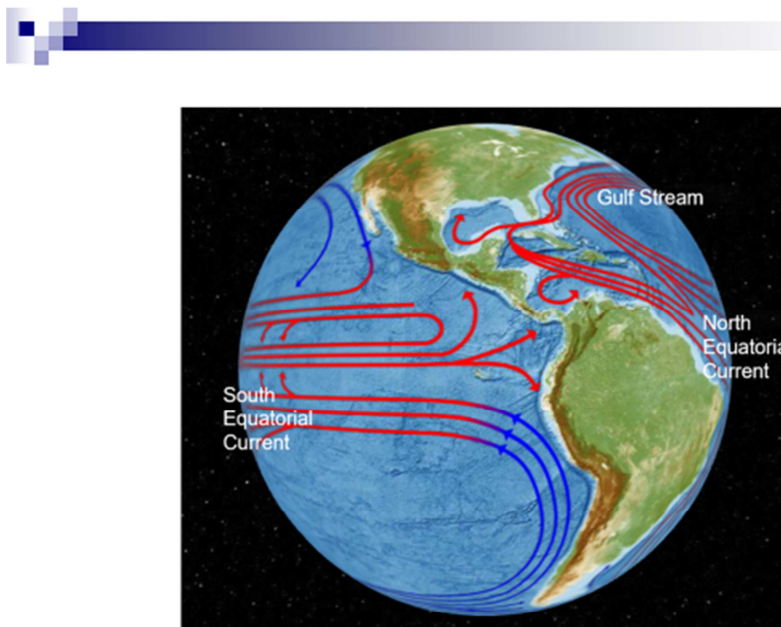 Gulf Stream
North
Equatoria
Current
South
Equatorial
Current